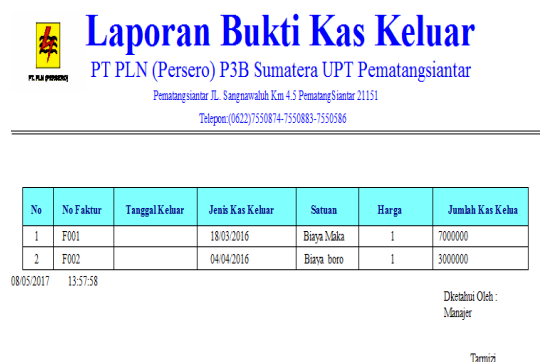 Laporan Bukti Kas Keluar
PT. PLN (PERSERO)
PT PLN (Persero) P3B Sumatera UPT Pematangsiantar
Pematangsiantar JL. Sangnawaluh Km 4.5 PematangSiantar 21151
Telepon:(0622)7550874-7550883-7550586
No No Faktur Tanggal Keluar Jenis Kas Keluar Satuan Harga Jumlah Kas Kelua
1 F001 18/03/2016 Biaya Maka 1 7000000
2 F002 04/04/2016 Biaya boro 1 3000000
08/05/2017 13:57:58
Dketahui Oleh :
Manajer
Tarmizi